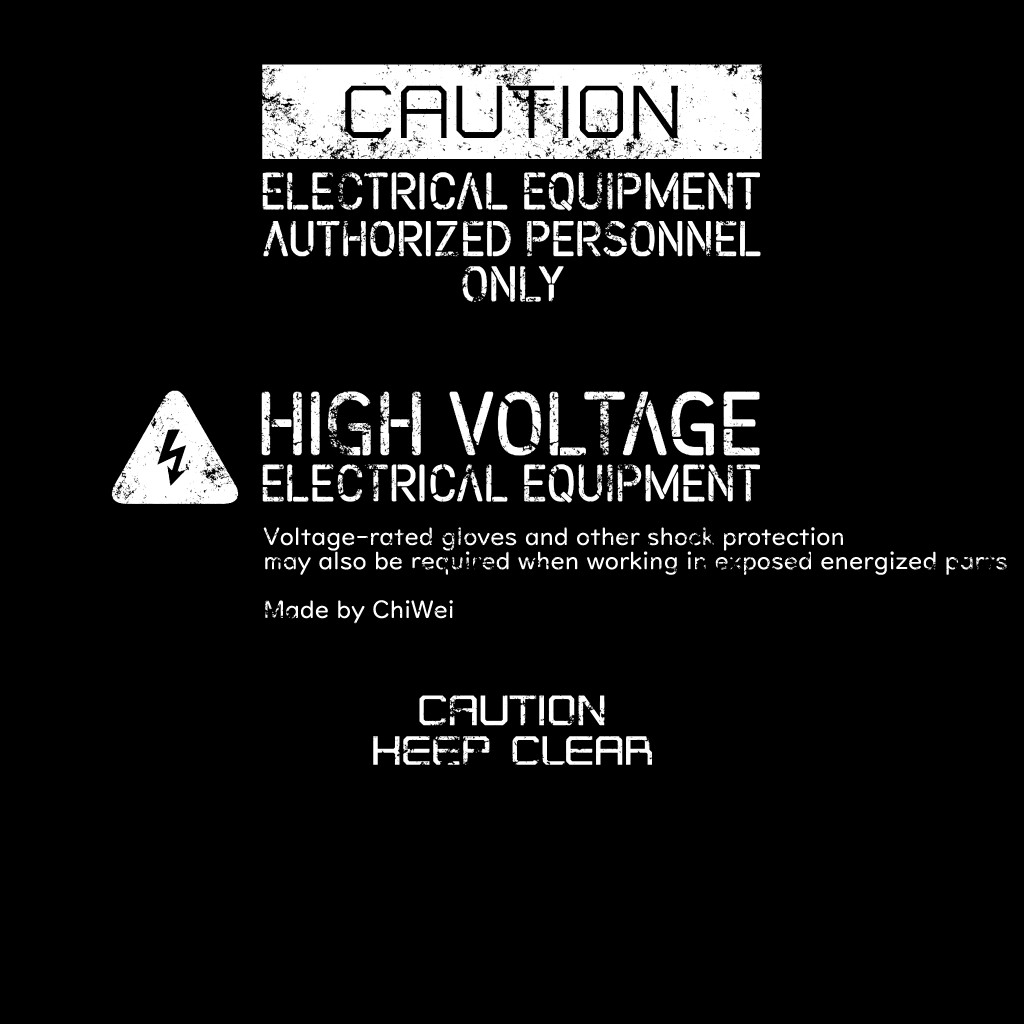 CAUTION
ELECTRICAL EQUIPMENT
AUTHORIZED PERSONNEL
ONLY
HIGH VOLTAGE
ELECTRICAL EQUIPMENT
Voltage-rated gloves and other shock protection
may also be required when working in exposed energized parts
Made by ChiWei
CAUTION
KEEP CLEAR